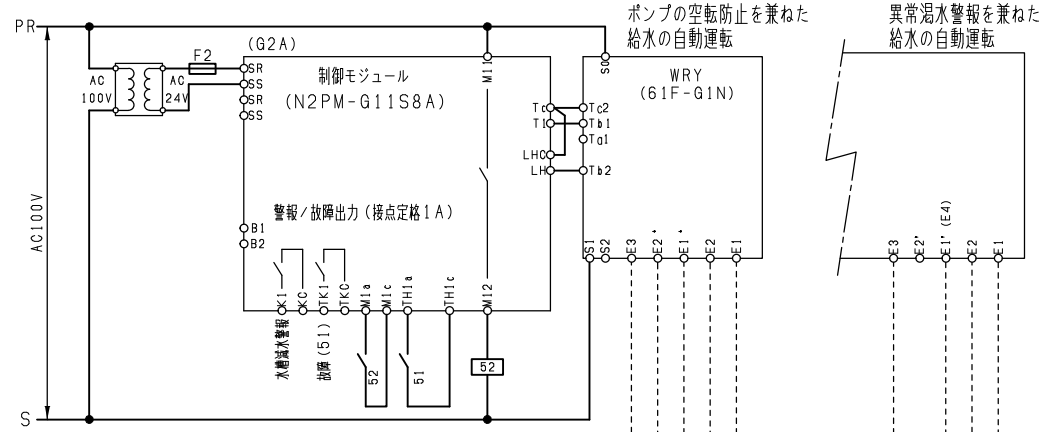 ポンプの空転防止を兼ねた
給水の自動運転
異常渇水警報を兼ねた
給水の自動運転
PR
(G2A)
F2
AC
100V
AC
24V
SR
SS
SR
SS
制御モジュール
(N2PM-G11S8A)
M11
S0
WRY
(61F-G1N)
Tc
T1
LHC
LH
Tc2
Tb1
Ta1
Tb2
AC100V
警報/故障出力(接点定格1A)
B1
B2
K1
KC
TK1
TKC
M1a
M1c
TH1a
TH1c
M12
S1
S2
E3
E2'
E1'
E2
E1
E3
E2'
E1' (E4)
E2
E1
水槽減水警報
故障(51)
52
51
52
S